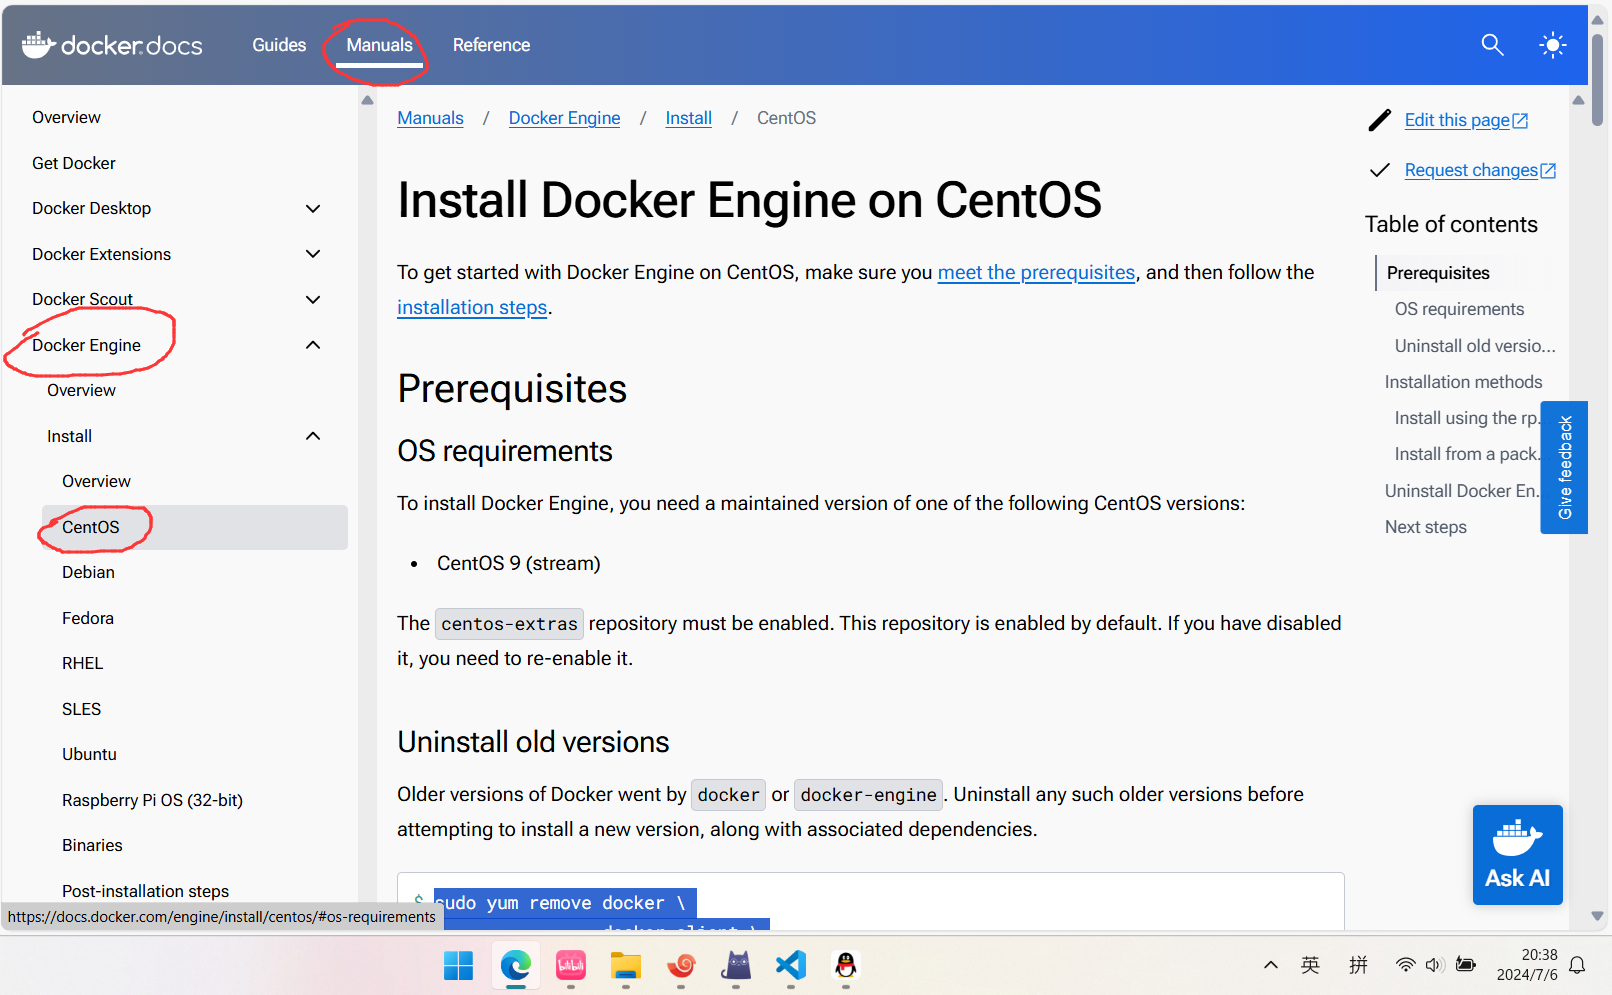 docker.docs Guides Manuals Reference
Overview
Get Docker
Docker Desktop
Docker Extensions
Docker Scout
Docker Engine
Overview
Install
Overview
CentOS
Debian
Fedora
RHEL
SLES
Ubuntu
Raspberry Pi OS (32-bit)
Binaries
Post-installation steps
https://docs.docker.com/engine/install/centos/#os-requirements
Manuals / Docker Engine / Install / CentOS
Install Docker Engine on CentOS
To get started with Docker Engine on CentOS, make sure you meet the prerequisites, and then follow the
installation steps.
Prerequisites
OS requirements
To install Docker Engine, you need a maintained version of one of the following CentOS versions:
• CentOS 9 (stream)
The centos-extras repository must be enabled. This repository is enabled by default. If you have disabled
it, you need to re-enable it.
Uninstall old versions
Older versions of Docker went by docker or docker-engine. Uninstall any such older versions before
attempting to install a new version, along with associated dependencies.
$ sudo yum remove docker \
docker-client \
Edit this page
Request changes
Table of contents
Prerequisites
OS requirements
Uninstall old versio...
Installation methods
Install using the rp...
Install from a pack...
Uninstall Docker En...
Next steps
Give feedback
Ask AI
bilibili
英 拼 20:38
2024/7/6